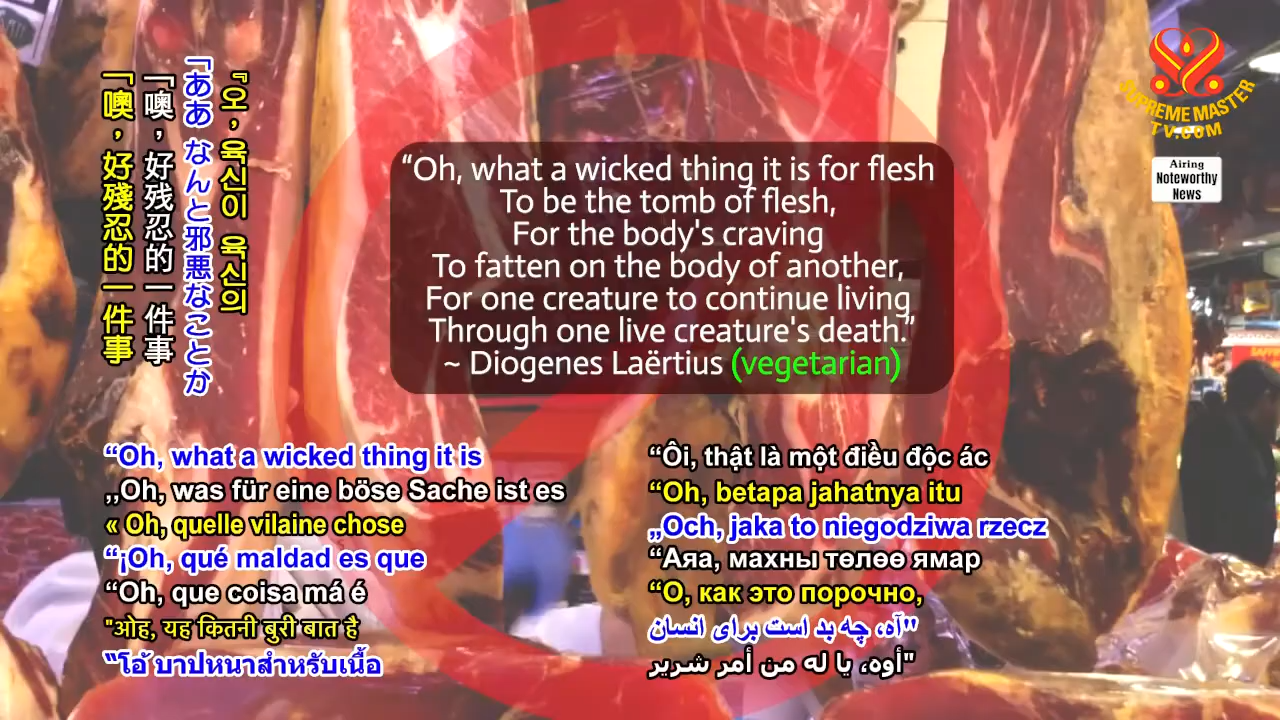 SUPREME MASTER
TV.COM
Airing
Noteworthy
News
『오, 육신이 육신의
「ああ なんと邪悪なことか
「噢，好残忍的一件事
「噢，好殘忍的一件事
“Oh, what a wicked thing it is for flesh
To be the tomb of flesh,
For the body's craving
To fatten on the body of another,
For one creature to continue living
Through one live creature's death.”
~ Diogenes Laërtius (vegetarian)
“Oh, what a wicked thing it is
,,Oh, was für eine böse Sache ist es
« Oh, quelle vilaine chose
“¡Oh, qué maldad es que
“Oh, que coisa má é
"ओह, यह कितनी बुरी बात है
“โอ้ บาปหนาสำหรับเนื้อ
“Ôi, thật là một điều độc ác
“Oh, betapa jahatnya itu
„Och, jaka to niegodziwa rzecz
“Аяа, махны төлөө ямар
“О, как это порочно,
"آه، چه بد است برای انسان
"أوه، يا له من أمر شرير